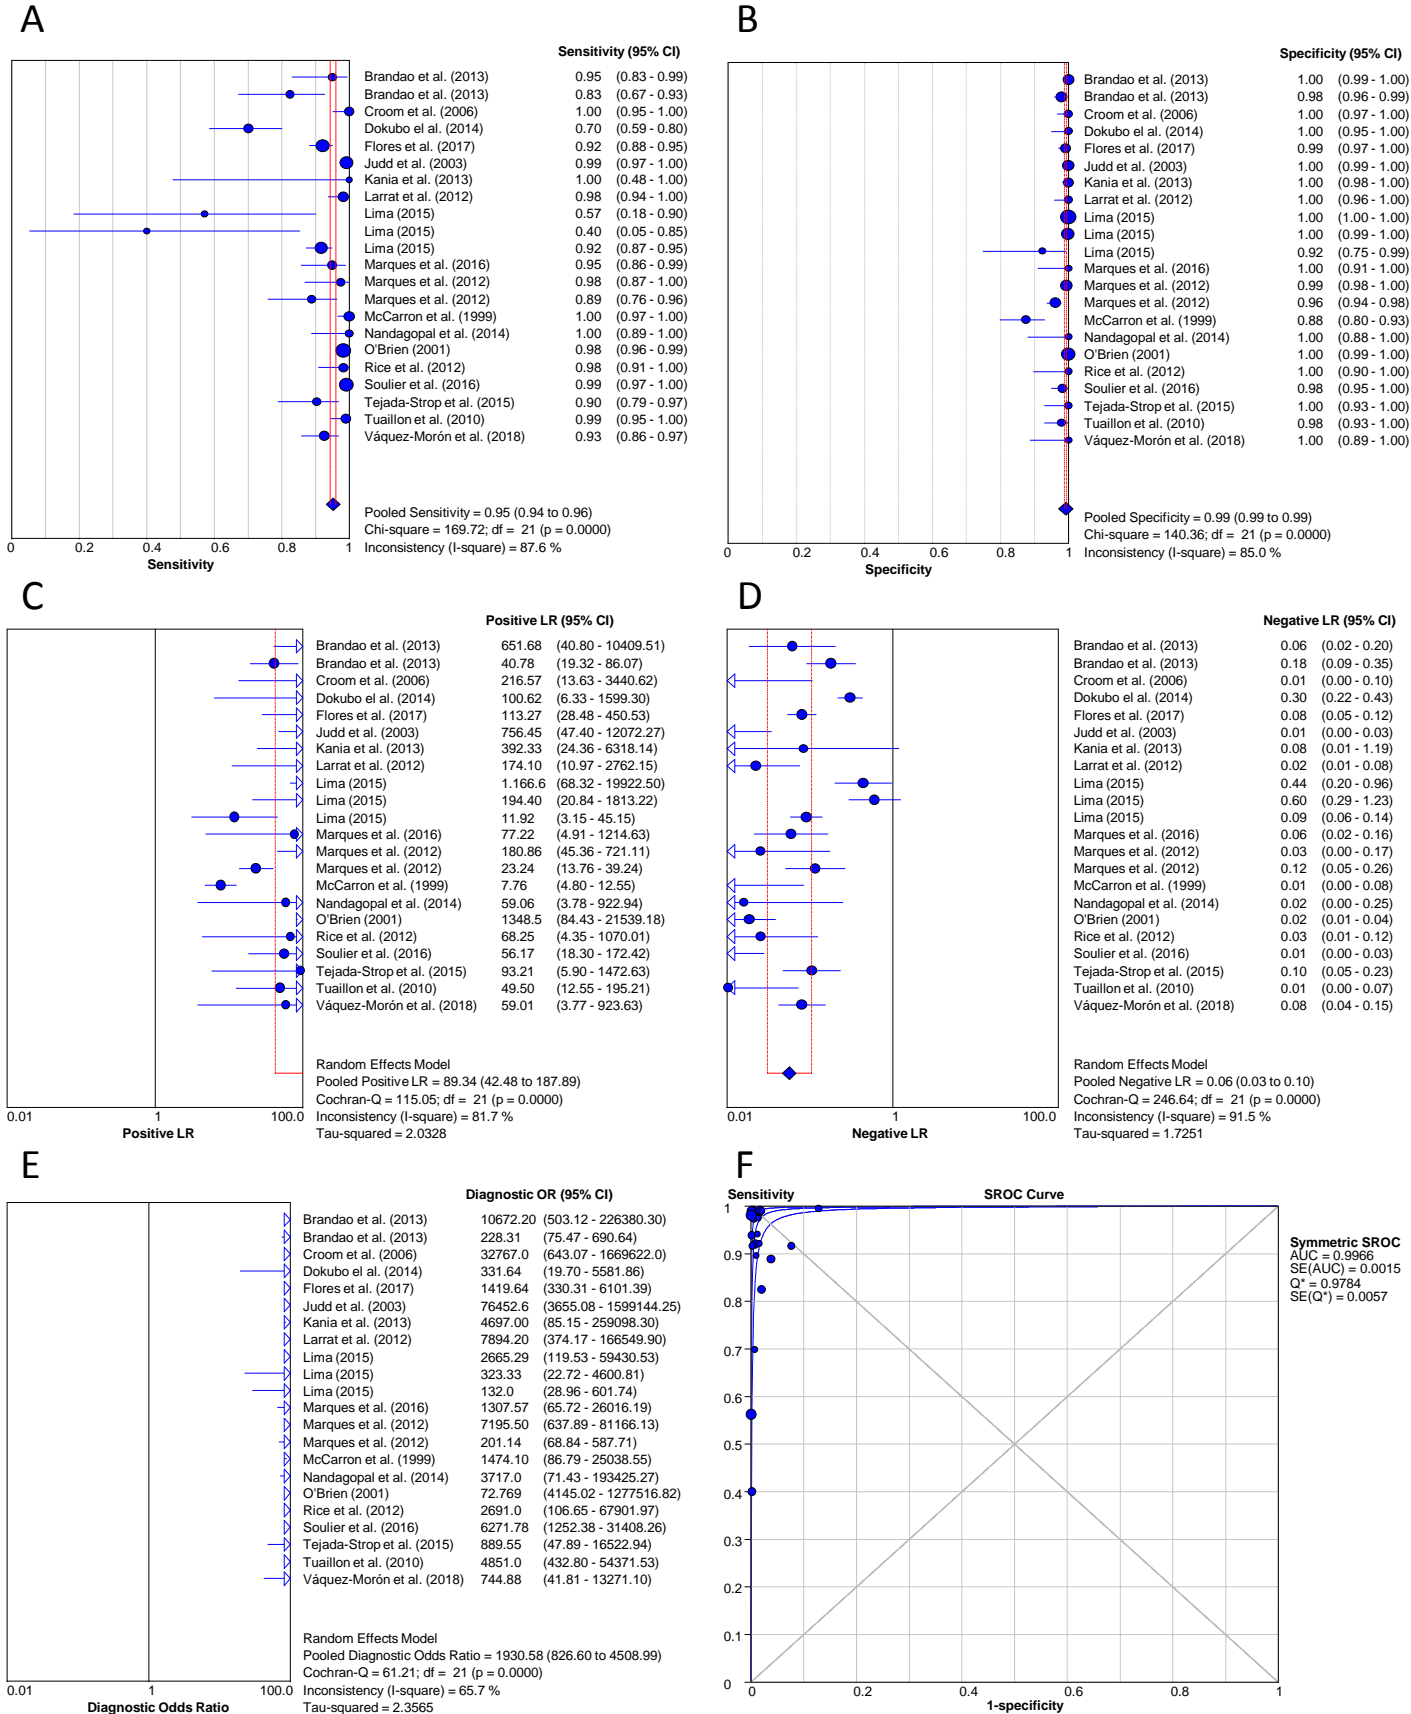 A
Sensitivity (95% CI)
Brandao et al. (2013) 0.95 (0.83 - 0.99)
Brandao et al. (2013) 0.83 (0.67 - 0.93)
Croom et al. (2006) 1.00 (0.95 - 1.00)
Dokubo el al. (2014) 0.70 (0.59 - 0.80)
Flores et al. (2017) 0.92 (0.88 - 0.95)
Judd et al. (2003) 0.99 (0.97 - 1.00)
Kania et al. (2013) 1.00 (0.48 - 1.00)
Larrat et al. (2012) 0.98 (0.94 - 1.00)
Lima (2015) 0.57 (0.18 - 0.90)
Lima (2015) 0.40 (0.05 - 0.85)
Lima (2015) 0.92 (0.87 - 0.95)
Marques et al. (2016) 0.95 (0.86 - 0.99)
Marques et al. (2012) 0.98 (0.87 - 1.00)
Marques et al. (2012) 0.89 (0.76 - 0.96)
McCarron et al. (1999) 1.00 (0.97 - 1.00)
Nandagopal et al. (2014) 1.00 (0.89 - 1.00)
O'Brien (2001) 0.98 (0.96 - 0.99)
Rice et al. (2012) 0.98 (0.91 - 1.00)
Soulier et al. (2016) 0.99 (0.97 - 1.00)
Tejada-Strop et al. (2015) 0.90 (0.79 - 0.97)
Tuaillon et al. (2010) 0.99 (0.95 - 1.00)
Váquez-Morón et al. (2018) 0.93 (0.86 - 0.97)
Pooled Sensitivity = 0.95 (0.94 to 0.96)
Chi-square = 169.72; df = 21 (p = 0.0000)
Inconsistency (I-square) = 87.6 %
0 0.2 0.4 0.6 0.8 1
Sensitivity
B
Specificity (95% CI)
Brandao et al. (2013) 1.00 (0.99 - 1.00)
Brandao et al. (2013) 0.98 (0.96 - 0.99)
Croom et al. (2006) 1.00 (0.97 - 1.00)
Dokubo et al. (2014) 1.00 (0.95 - 1.00)
Flores et al. (2017) 0.99 (0.97 - 1.00)
Judd et al. (2003) 1.00 (0.99 - 1.00)
Kania et al. (2013) 1.00 (0.98 - 1.00)
Larrat et al. (2012) 1.00 (0.96 - 1.00)
Lima (2015) 1.00 (1.00 - 1.00)
Lima (2015) 1.00 (0.99 - 1.00)
Lima (2015) 0.92 (0.75 - 0.99)
Marques et al. (2016) 1.00 (0.91 - 1.00)
Marques et al. (2012) 0.99 (0.98 - 1.00)
Marques et al. (2012) 0.96 (0.94 - 0.98)
McCarron et al. (1999) 0.88 (0.80 - 0.93)
Nandagopal et al. (2014) 1.00 (0.88 - 1.00)
O'Brien (2001) 1.00 (0.99 - 1.00)
Rice et al. (2012) 1.00 (0.90 - 1.00)
Soulier et al. (2016) 0.98 (0.95 - 1.00)
Tejada-Strop et al. (2015) 1.00 (0.93 - 1.00)
Tuaillon et al. (2010) 0.98 (0.93 - 1.00)
Váquez-Morón et al. (2018) 1.00 (0.89 - 1.00)
Pooled Specificity = 0.99 (0.99 to 0.99)
Chi-square = 140.36; df = 21 (p = 0.0000)
Inconsistency (I-square) = 85.0 %
0 0.2 0.4 0.6 0.8 1
Specificity
C
Positive LR (95% CI)
Brandao et al. (2013) 651.68 (40.80 - 10409.51)
Brandao et al. (2013) 40.78 (19.32 - 86.07)
Croom et al. (2006) 216.57 (13.63 - 3440.62)
Dokubo el al. (2014) 100.62 (6.33 - 1599.30)
Flores et al. (2017) 113.27 (28.48 - 450.53)
Judd et al. (2003) 756.45 (47.40 - 12072.27)
Kania et al. (2013) 392.33 (24.36 - 6318.14)
Larrat et al. (2012) 174.10 (10.97 - 2762.15)
Lima (2015) 1.166.6 (68.32 - 19922.50)
Lima (2015) 194.40 (20.84 - 1813.22)
Lima (2015) 11.92 (3.15 - 45.15)
Marques et al. (2016) 77.22 (4.91 - 1214.63)
Marques et al. (2012) 180.86 (45.36 - 721.11)
Marques et al. (2012) 23.24 (13.76 - 39.24)
McCarron et al. (1999) 7.76 (4.80 - 12.55)
Nandagopal et al. (2014) 59.06 (3.78 - 922.94)
O'Brien (2001) 1348.5 (84.43 - 21539.18)
Rice et al. (2012) 68.25 (4.35 - 1070.01)
Soulier et al. (2016) 56.17 (18.30 - 172.42)
Tejada-Strop et al. (2015) 93.21 (5.90 - 1472.63)
Tuaillon et al. (2010) 49.50 (12.55 - 195.21)
Váquez-Morón et al. (2018) 59.01 (3.77 - 923.63)
Random Effects Model
Pooled Positive LR = 89.34 (42.48 to 187.89)
Cochran-Q = 115.05; df = 21 (p = 0.0000)
Inconsistency (I-square) = 81.7 %
Tau-squared = 2.0328
0.01 1 100.0
Positive LR
D
Negative LR (95% CI)
Brandao et al. (2013) 0.06 (0.02 - 0.20)
Brandao et al. (2013) 0.18 (0.09 - 0.35)
Croom et al. (2006) 0.01 (0.00 - 0.10)
Dokubo el al. (2014) 0.30 (0.22 - 0.43)
Flores et al. (2017) 0.08 (0.05 - 0.12)
Judd et al. (2003) 0.01 (0.00 - 0.03)
Kania et al. (2013) 0.08 (0.01 - 1.19)
Larrat et al. (2012) 0.02 (0.01 - 0.08)
Lima (2015) 0.44 (0.20 - 0.96)
Lima (2015) 0.60 (0.29 - 1.23)
Lima (2015) 0.09 (0.06 - 0.14)
Marques et al. (2016) 0.06 (0.02 - 0.16)
Marques et al. (2012) 0.03 (0.00 - 0.17)
Marques et al. (2012) 0.12 (0.05 - 0.26)
McCarron et al. (1999) 0.01 (0.00 - 0.08)
Nandagopal et al. (2014) 0.02 (0.00 - 0.25)
O'Brien (2001) 0.02 (0.01 - 0.04)
Rice et al. (2012) 0.03 (0.01 - 0.12)
Soulier et al. (2016) 0.01 (0.00 - 0.03)
Tejada-Strop et al. (2015) 0.10 (0.05 - 0.23)
Tuaillon et al. (2010) 0.01 (0.00 - 0.07)
Váquez-Morón et al. (2018) 0.08 (0.04 - 0.15)
Random Effects Model
Pooled Negative LR = 0.06 (0.03 to 0.10)
Cochran-Q = 246.64; df = 21 (p = 0.0000)
Inconsistency (I-square) = 91.5 %
Tau-squared = 1.7251
0.01 1 100.0
Negative LR
E
Diagnostic OR (95% CI)
Brandao et al. (2013) 10672.20 (503.12 - 226380.30)
Brandao et al. (2013) 228.31 (75.47 - 690.64)
Croom et al. (2006) 32767.0 (643.07 - 1669622.0)
Dokubo el al. (2014) 331.64 (19.70 - 5581.86)
Flores et al. (2017) 1419.64 (330.31 - 6101.39)
Judd et al. (2003) 76452.6 (3655.08 - 1599144.25)
Kania et al. (2013) 4697.00 (85.15 - 259098.30)
Larrat et al. (2012) 7894.20 (374.17 - 166549.90)
Lima (2015) 2665.29 (119.53 - 59430.53)
Lima (2015) 323.33 (22.72 - 4600.81)
Lima (2015) 132.0 (28.96 - 601.74)
Marques et al. (2016) 1307.57 (65.72 - 26016.19)
Marques et al. (2012) 7195.50 (637.89 - 81166.13)
Marques et al. (2012) 201.14 (68.84 - 587.71)
McCarron et al. (1999) 1474.10 (86.79 - 25038.55)
Nandagopal et al. (2014) 3717.0 (71.43 - 193425.27)
O'Brien (2001) 72.769 (4145.02 - 1277516.82)
Rice et al. (2012) 2691.0 (106.65 - 67901.97)
Soulier et al. (2016) 6271.78 (1252.38 - 31408.26)
Tejada-Strop et al. (2015) 889.55 (47.89 - 16522.94)
Tuaillon et al. (2010) 4851.0 (432.80 - 54371.53)
Váquez-Morón et al. (2018) 744.88 (41.81 - 13271.10)
Random Effects Model
Pooled Diagnostic Odds Ratio = 1930.58 (826.60 to 4508.99)
Cochran-Q = 61.21; df = 21 (p = 0.0000)
Inconsistency (I-square) = 65.7 %
Tau-squared = 2.3565
0.01 1 100.0
Diagnostic Odds Ratio
F
Sensitivity SROC Curve
1
0.9
0.8
0.7
0.6
0.5
0.4
0.3
0.2
0.1
0
0 0.2 0.4 0.6 0.8 1
1-specificity
Symmetric SROC
AUC = 0.9966
SE(AUC) = 0.0015
Q* = 0.9784
SE(Q*) = 0.0057